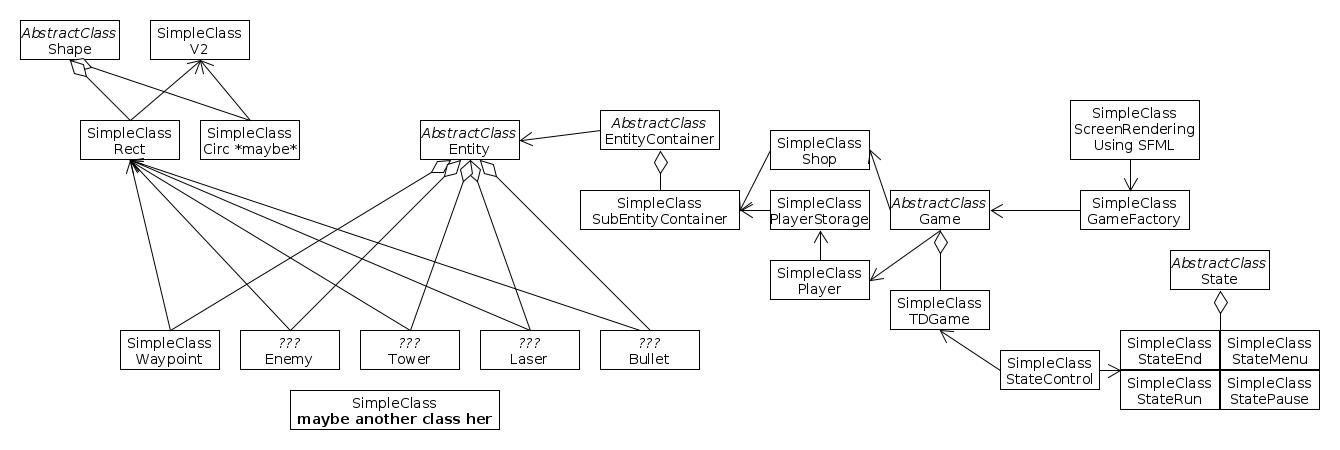 AbstractClass
Shape
SimpleClass
V2
SimpleClass
Rect
SimpleClass
Circ *maybe*
AbstractClass
Entity
AbstractClass
EntityContainer
SimpleClass
SubEntityContainer
SimpleClass
Shop
SimpleClass
PlayerStorage
SimpleClass
Player
AbstractClass
Game
SimpleClass
TDGame
SimpleClass
ScreenRendering
Using SFML
SimpleClass
GameFactory
AbstractClass
State
SimpleClass
StateControl
SimpleClass
StateEnd
SimpleClass
StateMenu
SimpleClass
StateRun
SimpleClass
StatePause
SimpleClass
Waypoint
???
Enemy
???
Tower
???
Laser
???
Bullet
SimpleClass
maybe another class her